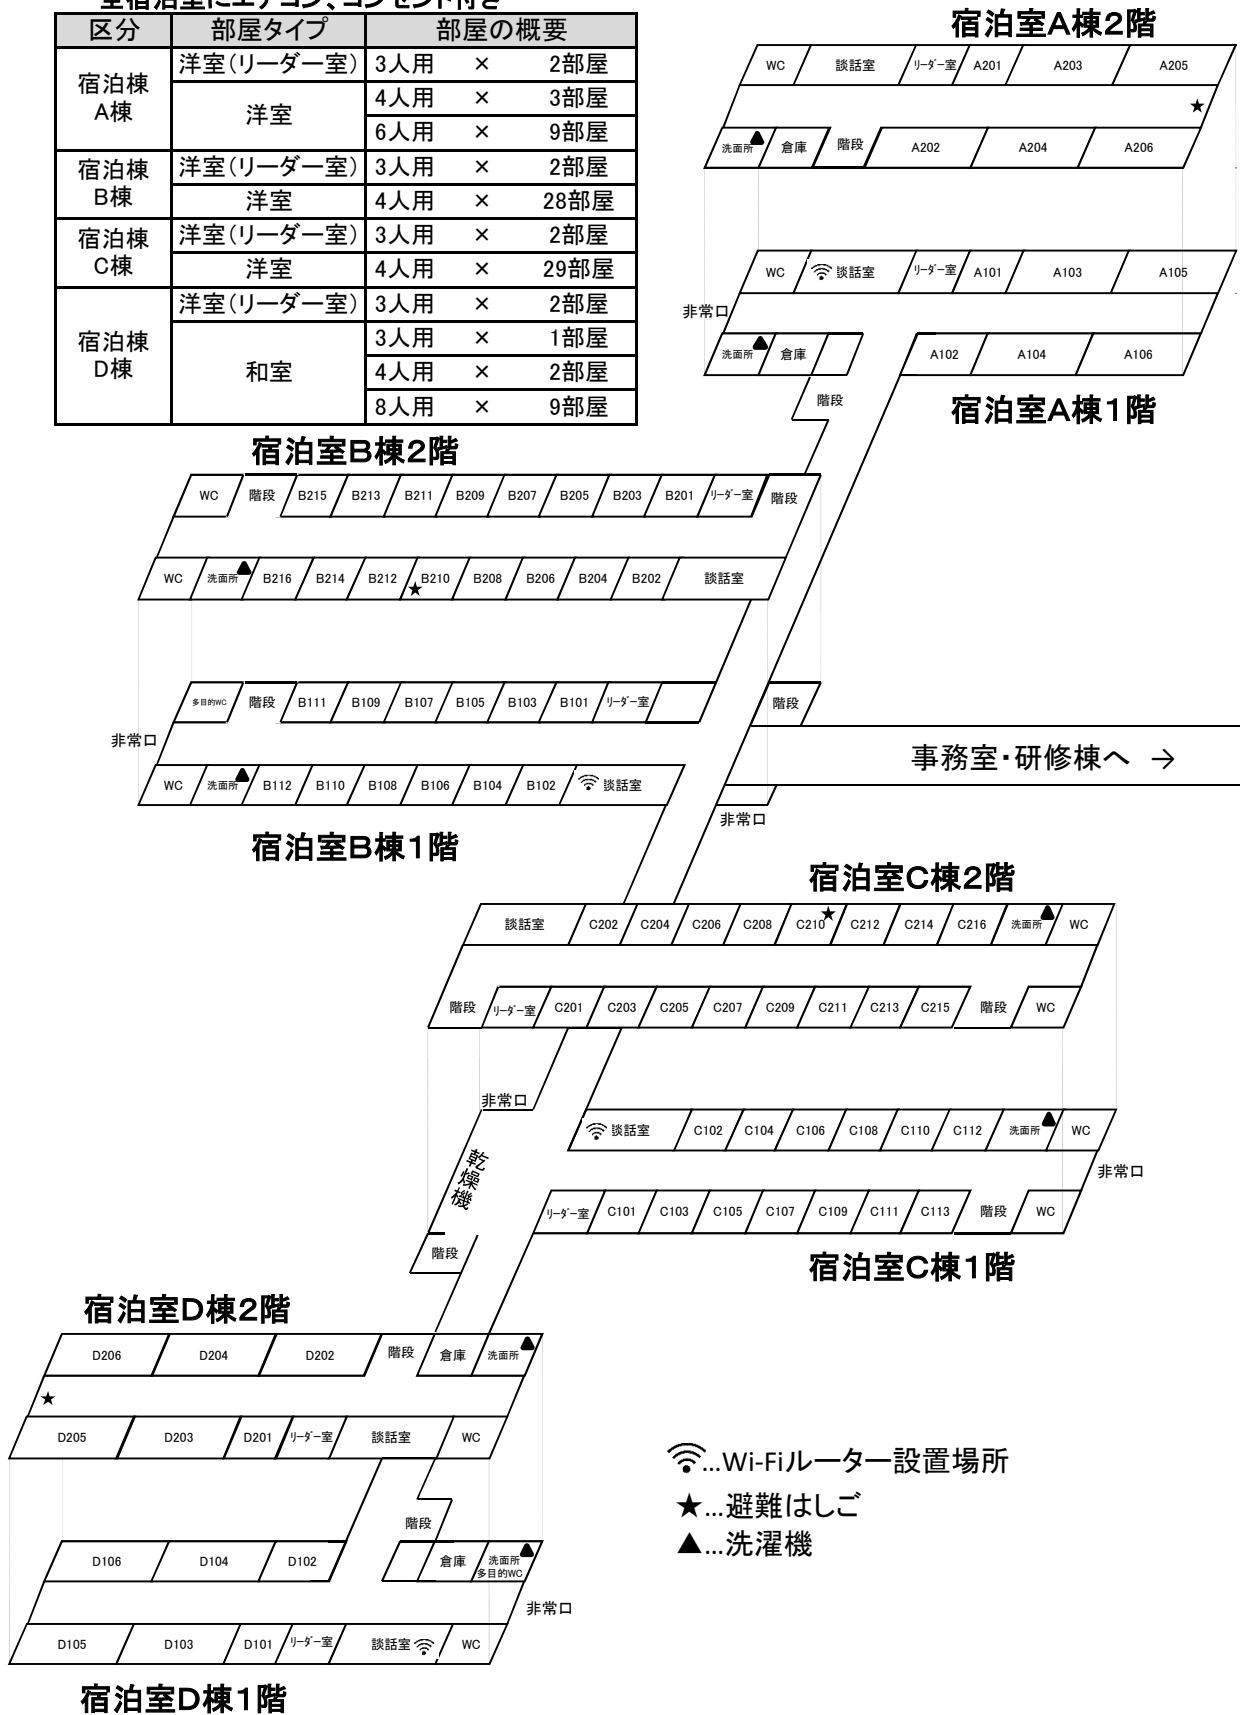 全宿泊室にエアコン、コンセント付き
区分 部屋タイプ 部屋の概要
宿泊棟
A棟
洋室(リーダー室) 3人用 × 2部屋
洋室
4人用 × 3部屋
6人用 × 9部屋
宿泊棟
B棟
洋室(リーダー室) 3人用 × 2部屋
洋室 4人用 × 28部屋
宿泊棟
C棟
洋室(リーダー室) 3人用 × 2部屋
洋室 4人用 × 29部屋
宿泊棟
D棟
洋室(リーダー室) 3人用 × 2部屋
和室
3人用 × 1部屋
4人用 × 2部屋
8人用 × 9部屋
宿泊室A棟2階
WC 談話室 リーダー室 A201 A203 A205
★
洗面所 ▲ 倉庫 階段 A202 A204 A206
WC 談話室 リーダー室 A101 A103 A105
非常口
洗面所 ▲ 倉庫 A102 A104 A106
階段
宿泊室A棟1階
宿泊室B棟2階
WC 階段 B215 B213 B211 B209 B207 B205 B203 B201 リーダー室 階段
WC 洗面所 ▲ B216 B214 B212 ★ B210 B208 B206 B204 B202 談話室
多目的WC 階段 B111 B109 B107 B105 B103 B101 リーダー室 階段
非常口
事務室・研修棟へ →
WC 洗面所 ▲ B112 B110 B108 B106 B104 B102 談話室
非常口
宿泊室B棟1階
宿泊室C棟2階
談話室 C202 C204 C206 C208 C210 ★ C212 C214 C216 洗面所 ▲ WC
階段 リーダー室 C201 C203 C205 C207 C209 C211 C213 C215 階段 WC
非常口
談話室 C102 C104 C106 C108 C110 C112 洗面所 ▲ WC
乾燥機
非常口
リーダー室 C101 C103 C105 C107 C109 C111 C113 階段 WC
階段
宿泊室C棟1階
宿泊室D棟2階
D206 D204 D202 階段 倉庫 洗面所 ▲
★
D205 D203 D201 リーダー室 談話室 WC
階段
D106 D104 D102 倉庫 洗面所 ▲
多目的WC
非常口
D105 D103 D101 リーダー室 談話室 WC
宿泊室D棟1階
…Wi-Fiルーター設置場所
★…避難はしご
▲…洗濯機